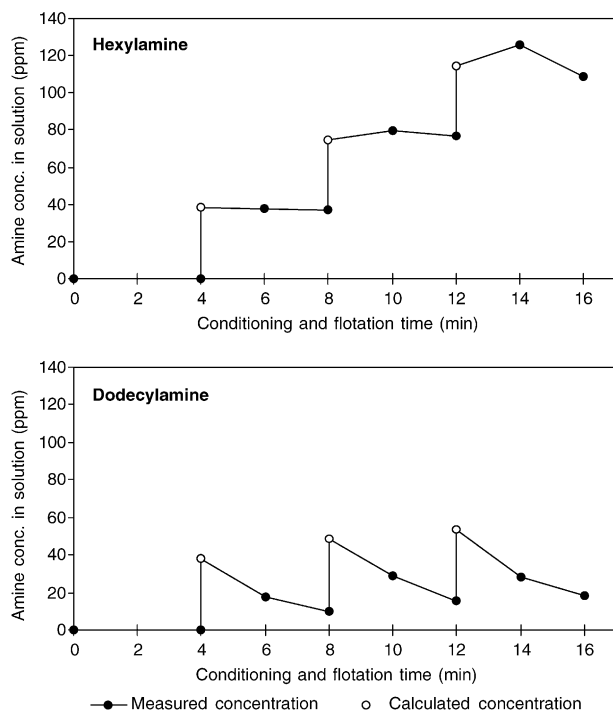 140
120
100
80
60
40
20
0
Amine conc. in solution (ppm)
Hexylamine
0 2 4 6 8 10 12 14 16
Conditioning and flotation time (min)
140
120
100
80
60
40
20
0
Amine conc. in solution (ppm)
Dodecylamine
0 2 4 6 8 10 12 14 16
Conditioning and flotation time (min)
Measured concentration Calculated concentration